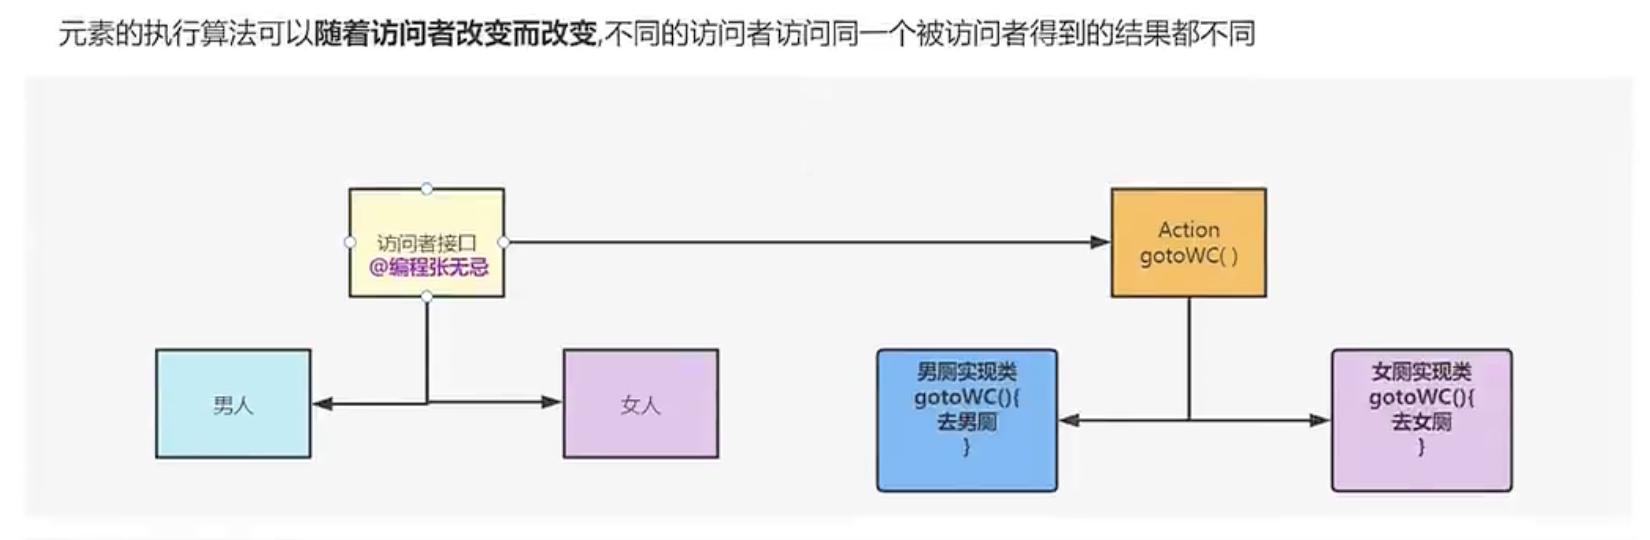 元素的执行算法可以随着访问者改变而改变,不同的访问者访问同一个被访问者得到的结果都不同
访问者接口
@编程张无忌
Action
gotoWC( )
男人
女人
男厕实现类
gotoWC(){
去男厕
}
女厕实现类
gotoWC(){
去女厕
}